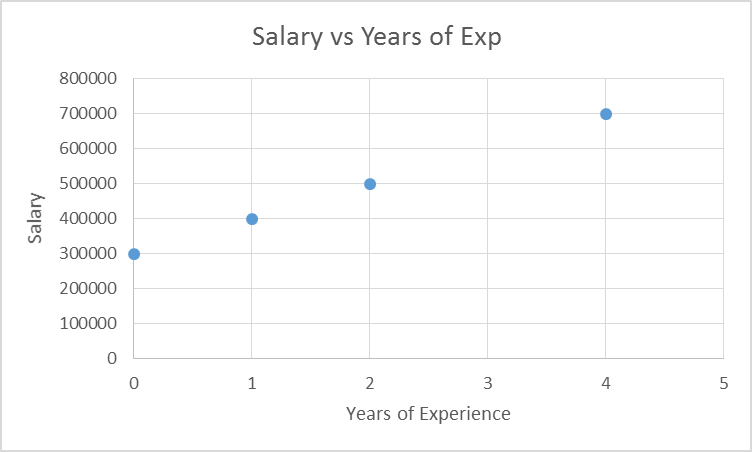 Salary vs Years of Exp
800000
700000
600000
500000
400000
300000
200000
100000
0
Salary
0 1 2 3 4 5
Years of Experience